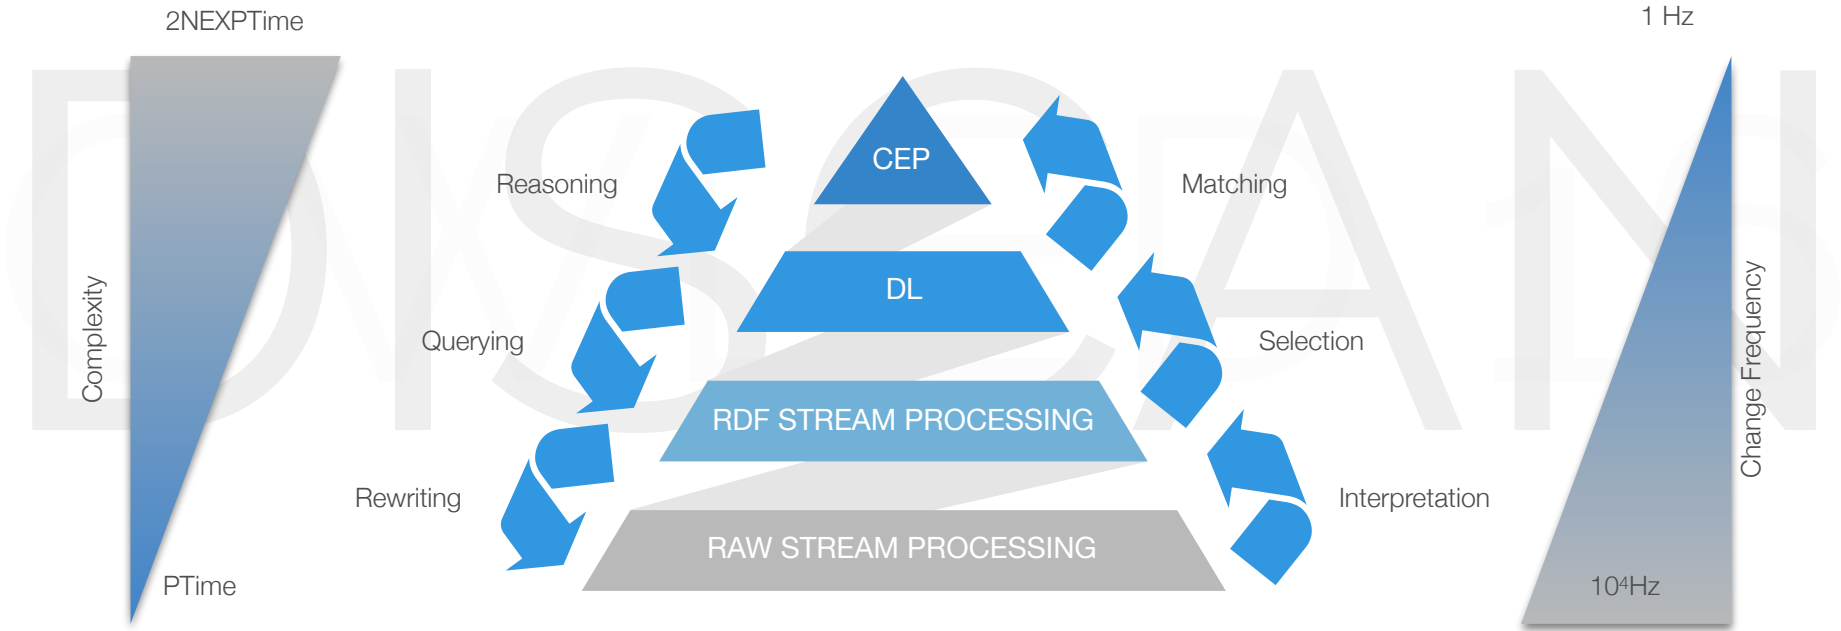 2NEXPTime
1 Hz
CEP
Reasoning
Matching
DL
Complexity
Change Frequency
Querying
Selection
RDF STREAM PROCESSING
Rewriting
Interpretation
RAW STREAM PROCESSING
PTime
10⁴Hz